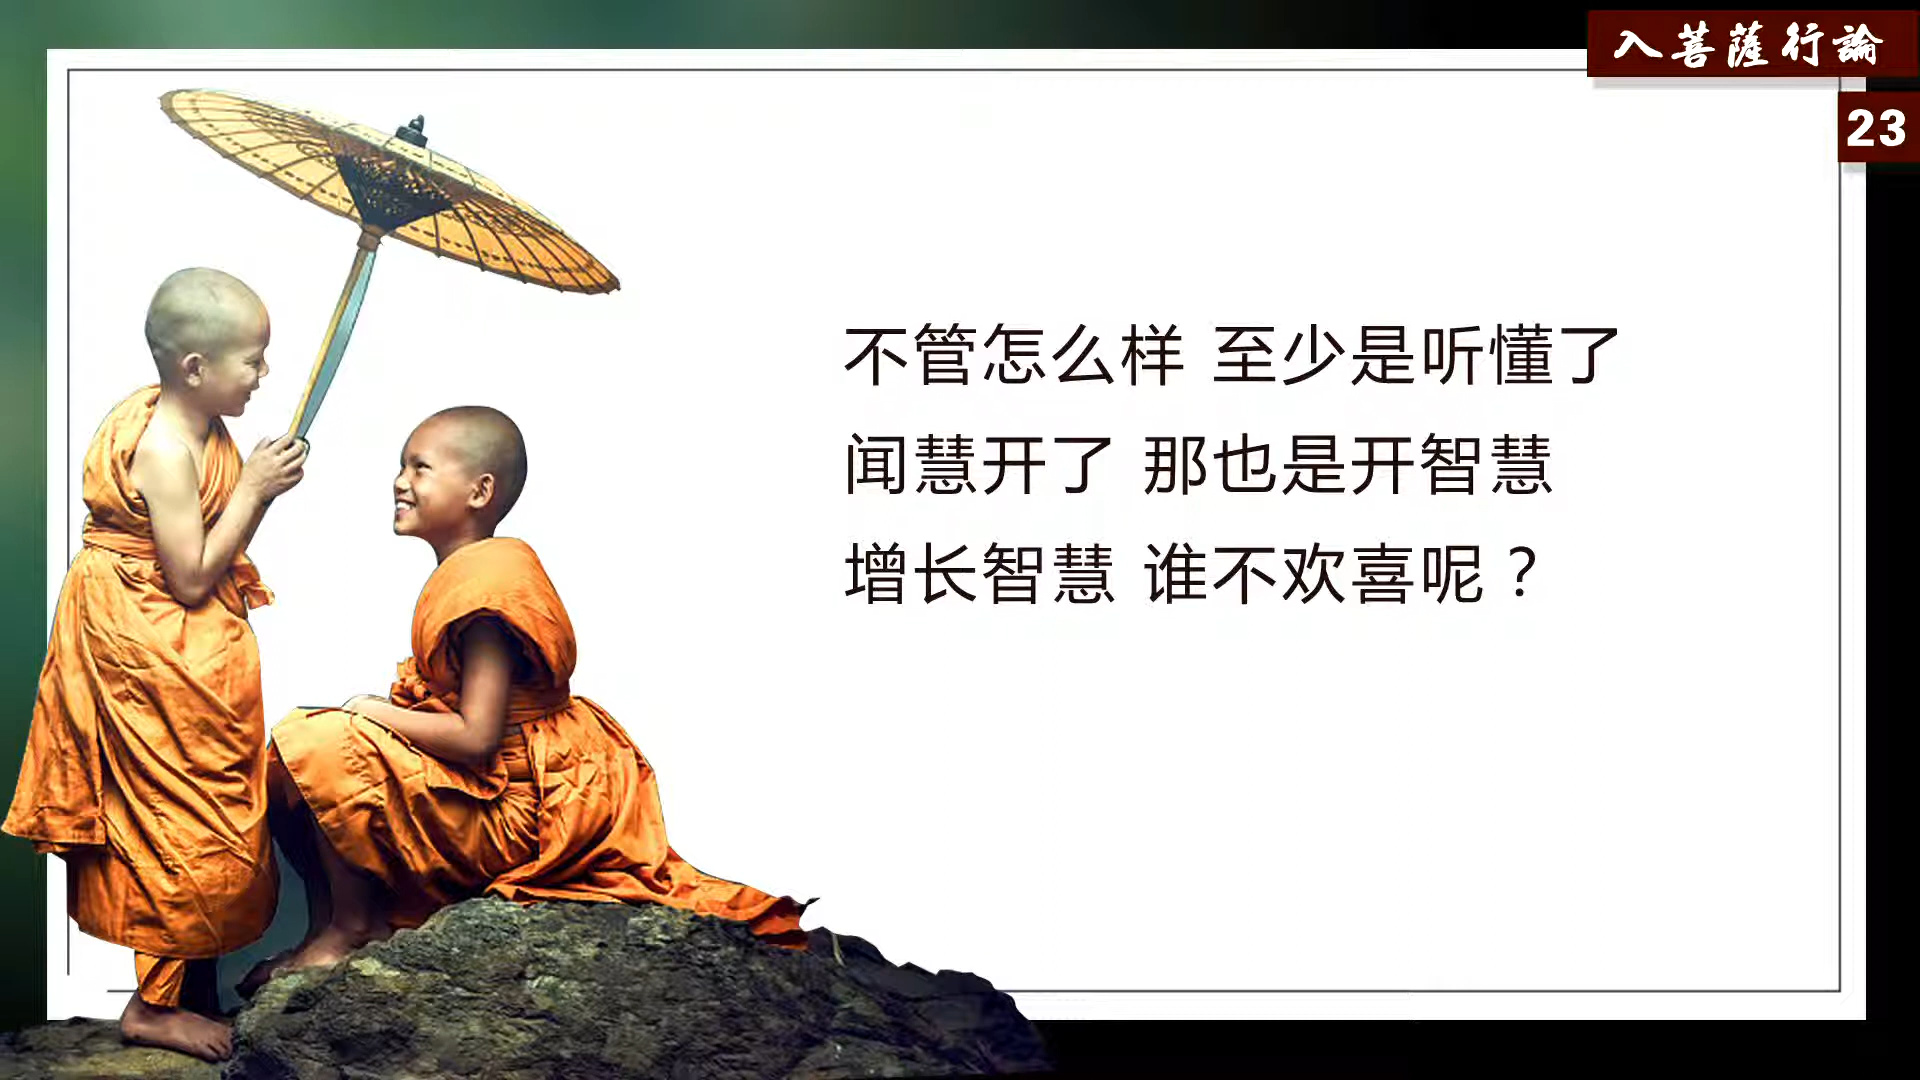 入菩薩行論
23
不管怎么样 至少是听懂了
闻慧开了 那也是开智慧
增长智慧 谁不欢喜呢？